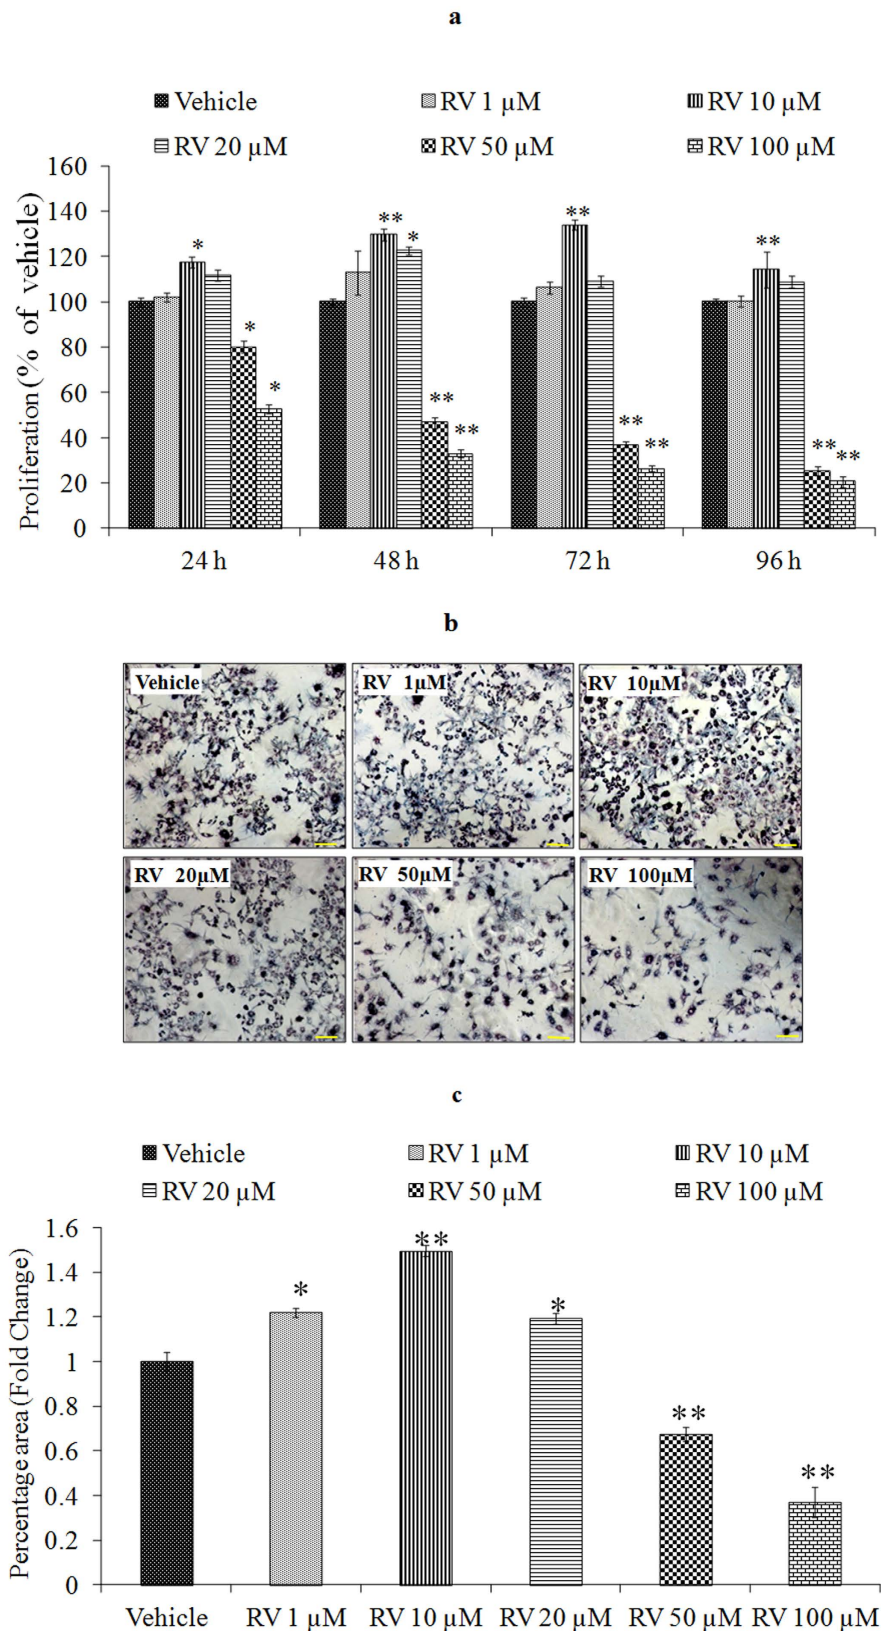 a
Vehicle RV 1 µM RV 10 µM
RV 20 µM RV 50 µM RV 100 µM
Proliferation (% of vehicle)
160
140
120
100
80
60
40
20
0
* * *
** * ** **
** ** **
** ** **
24 h 48 h 72 h 96 h
b
Vehicle RV 1µM RV 10µM
RV 20µM RV 50µM RV 100µM
c
Vehicle RV 1 µM RV 10 µM
RV 20 µM RV 50 µM RV 100 µM
Percentage area (Fold Change)
1.6
1.4
1.2
1
0.8
0.6
0.4
0.2
0
* ** * ** **
Vehicle RV 1 µM RV 10 µM RV 20 µM RV 50 µM RV 100 µM